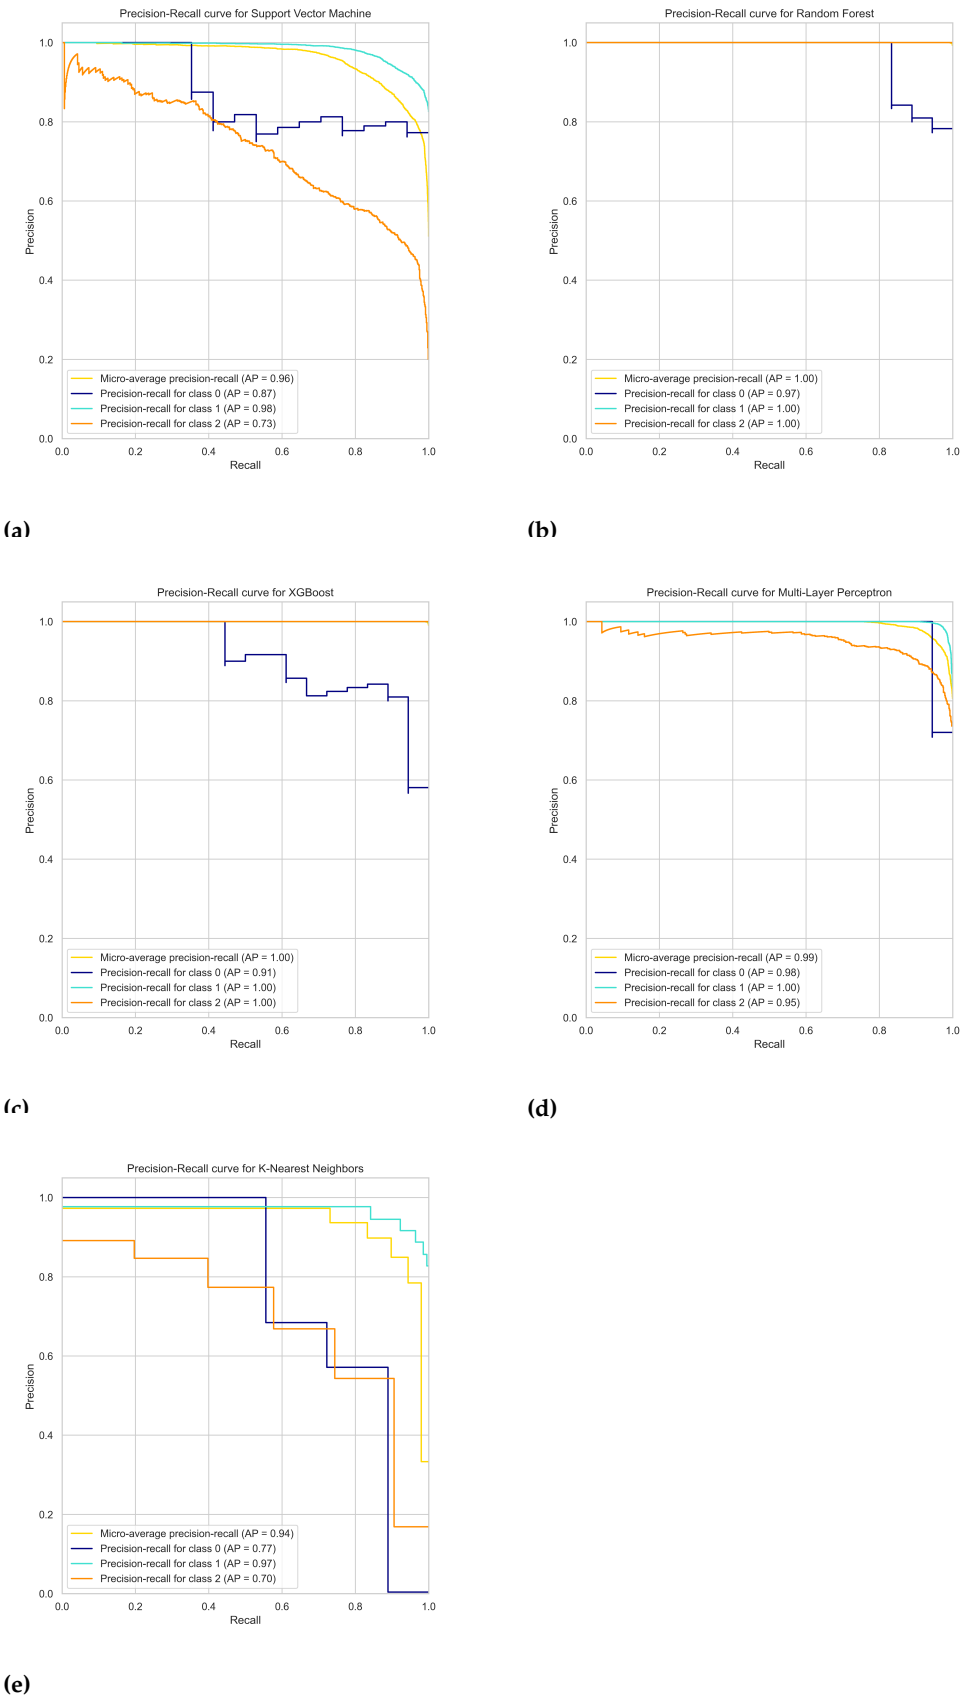 Precision-Recall curve for Support Vector Machine
1.0
0.8
0.6
0.4
0.2
0.0
Precision
Micro-average precision-recall (AP = 0.96)
Precision-recall for class 0 (AP = 0.87)
Precision-recall for class 1 (AP = 0.98)
Precision-recall for class 2 (AP = 0.73)
0.0 0.2 0.4 0.6 0.8 1.0
Recall
(a)
Precision-Recall curve for Random Forest
1.0
0.8
0.6
0.4
0.2
0.0
Precision
Micro-average precision-recall (AP = 1.00)
Precision-recall for class 0 (AP = 0.97)
Precision-recall for class 1 (AP = 1.00)
Precision-recall for class 2 (AP = 1.00)
0.0 0.2 0.4 0.6 0.8 1.0
Recall
(b)
Precision-Recall curve for XGBoost
1.0
0.8
0.6
0.4
0.2
0.0
Precision
Micro-average precision-recall (AP = 1.00)
Precision-recall for class 0 (AP = 0.91)
Precision-recall for class 1 (AP = 1.00)
Precision-recall for class 2 (AP = 1.00)
0.0 0.2 0.4 0.6 0.8 1.0
Recall
(c)
Precision-Recall curve for Multi-Layer Perceptron
1.0
0.8
0.6
0.4
0.2
0.0
Precision
Micro-average precision-recall (AP = 0.99)
Precision-recall for class 0 (AP = 0.98)
Precision-recall for class 1 (AP = 1.00)
Precision-recall for class 2 (AP = 0.95)
0.0 0.2 0.4 0.6 0.8 1.0
Recall
(d)
Precision-Recall curve for K-Nearest Neighbors
1.0
0.8
0.6
0.4
0.2
0.0
Precision
Micro-average precision-recall (AP = 0.94)
Precision-recall for class 0 (AP = 0.77)
Precision-recall for class 1 (AP = 0.97)
Precision-recall for class 2 (AP = 0.70)
0.0 0.2 0.4 0.6 0.8 1.0
Recall
(e)